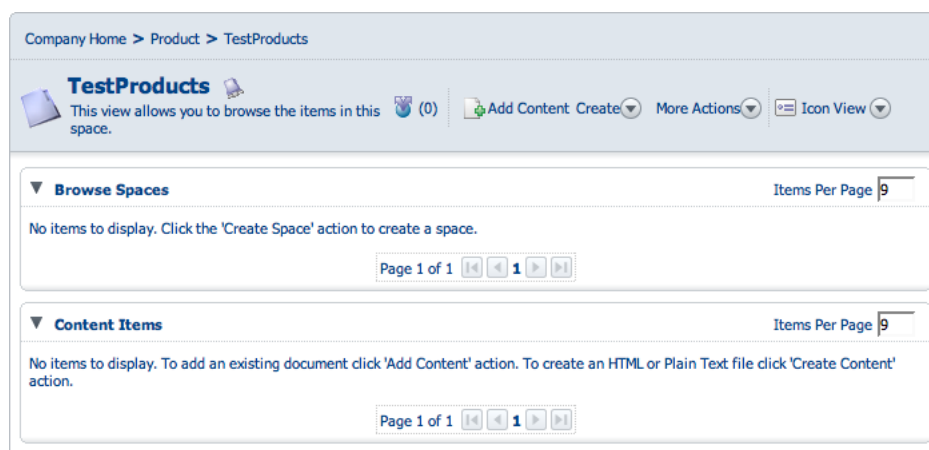 Company Home > Product > TestProducts
TestProducts
This view allows you to browse the items in this
space.
(0)
Add Content Create More Actions Icon View
Browse Spaces Items Per Page 9
No items to display. Click the 'Create Space' action to create a space.
Page 1 of 1 1
Content Items Items Per Page 9
No items to display. To add an existing document click 'Add Content' action. To create an HTML or Plain Text file click 'Create Content'
action.
Page 1 of 1 1